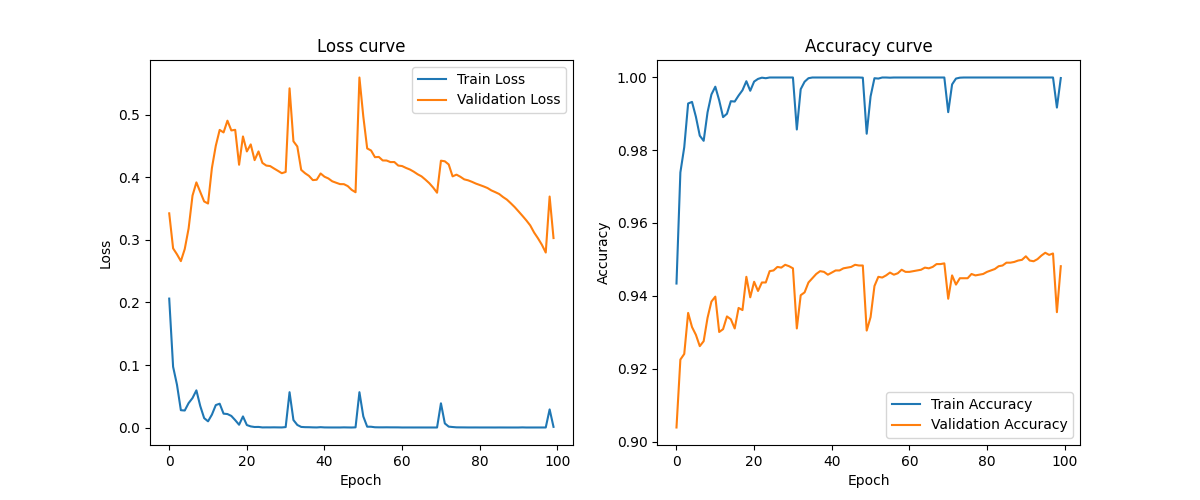 Loss curve
Train Loss
Validation Loss
0.5
0.4
0.3
0.2
0.1
0.0
Loss
0 20 40 60 80 100
Epoch
Accuracy curve
1.00
0.98
0.96
0.94
0.92
0.90
Accuracy
Train Accuracy
Validation Accuracy
0 20 40 60 80 100
Epoch